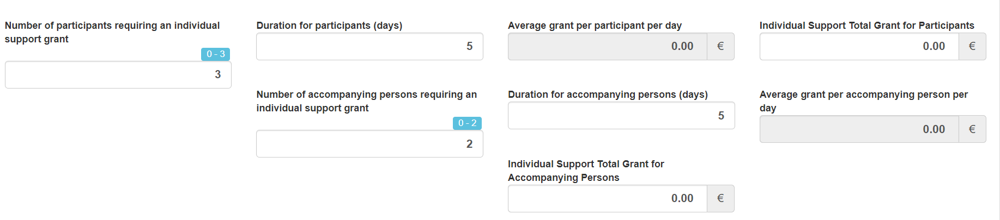 Number of participants requiring an individual
support grant
0 - 3
3
Duration for participants (days)
5
Average grant per participant per day
0.00 €
Individual Support Total Grant for Participants
0.00 €
Number of accompanying persons requiring an
individual support grant
0 - 2
2
Duration for accompanying persons (days)
5
Average grant per accompanying person per
day
0.00 €
Individual Support Total Grant for
Accompanying Persons
0.00 €